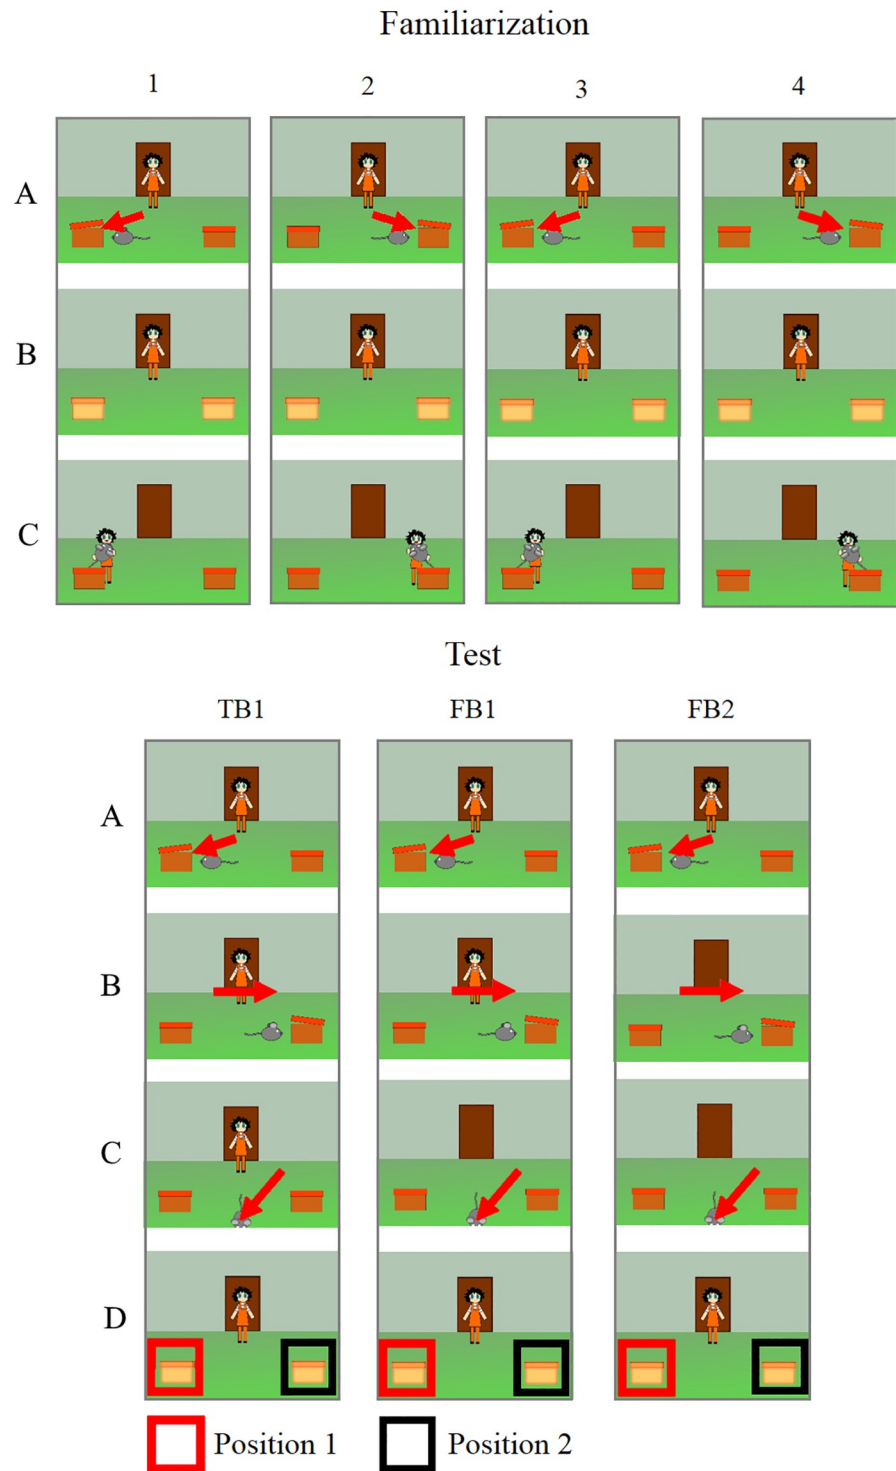 Familiarization
1 2 3 4
A
B
C
Test
TB1 FB1 FB2
A
B
C
D
Position 1 Position 2